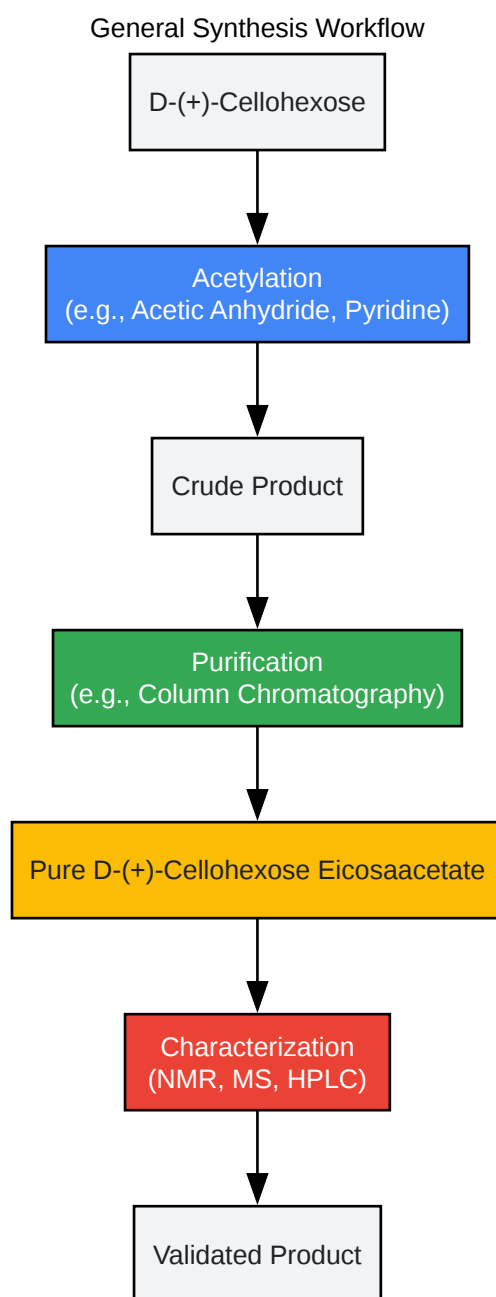 General Synthesis Workflow
D-(+)-Cellohexose
Acetylation
(e.g., Acetic Anhydride, Pyridine)
Crude Product
Purification
(e.g., Column Chromatography)
Pure D-(+)-Cellohexose Eicosaacetate
Characterization
(NMR, MS, HPLC)
Validated Product